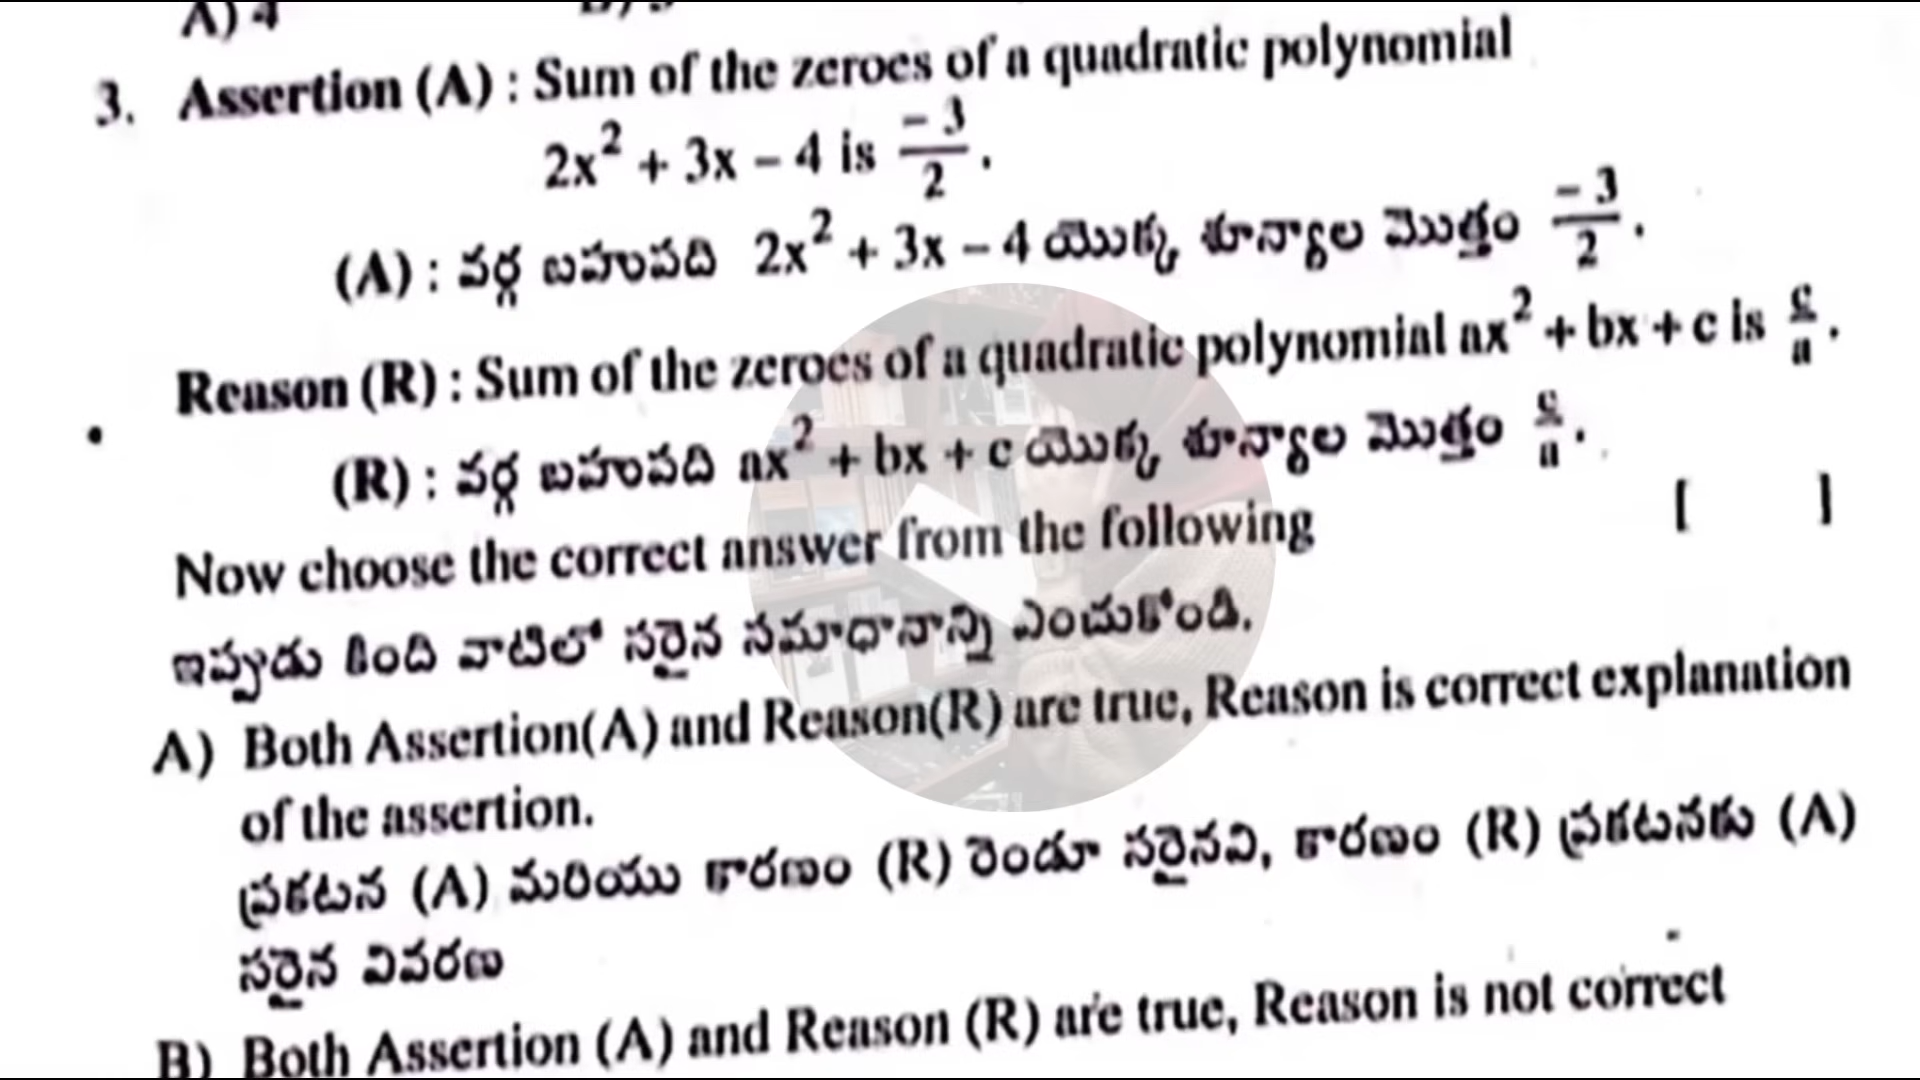 A) 4
3. Assertion (A) : Sum of the zeroes of a quadratic polynomial
2x² + 3x – 4 is –3/2 .
(A) : వర్గ బహుపది 2x² + 3x – 4 యొక్క శూన్యాల మొత్తం –3/2 .
Reason (R) : Sum of the zeroes of a quadratic polynomial ax² + bx + c is c/a .
(R) : వర్గ బహుపది ax² + bx + c యొక్క శూన్యాల మొత్తం c/a .
Now choose the correct answer from the following [ ]
ఇప్పుడు కింది వాటిలో సరైన సమాధానాన్ని ఎంచుకోండి.
A) Both Assertion(A) and Reason(R) are true, Reason is correct explanation
of the assertion.
ప్రకటన (A) మరియు కారణం (R) రెండూ సరైనవి, కారణం (R) ప్రకటనకు (A)
సరైన వివరణ
B) Both Assertion (A) and Reason (R) are true, Reason is not correct